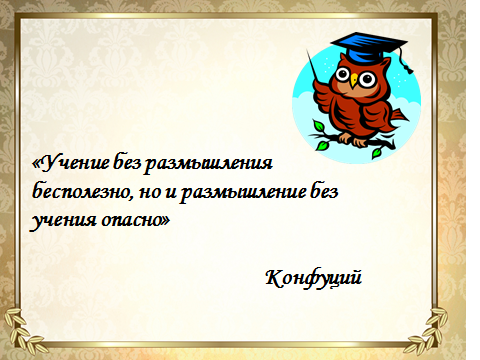 «Учение без размышления
бесполезно, но и размышление без
учения опасно»
Конфуций